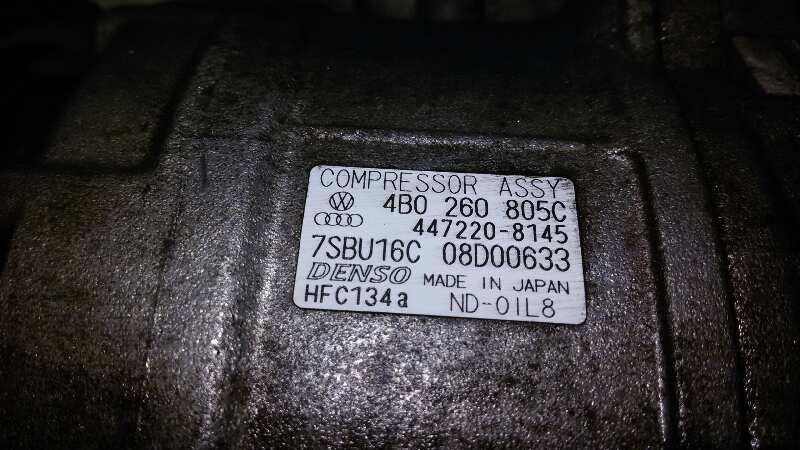 COMPRESSOR ASSY
4B0 260 805C
447220-8145
7SBU16C 08D00633
DENSO MADE IN JAPAN
HFC134a ND-OIL8